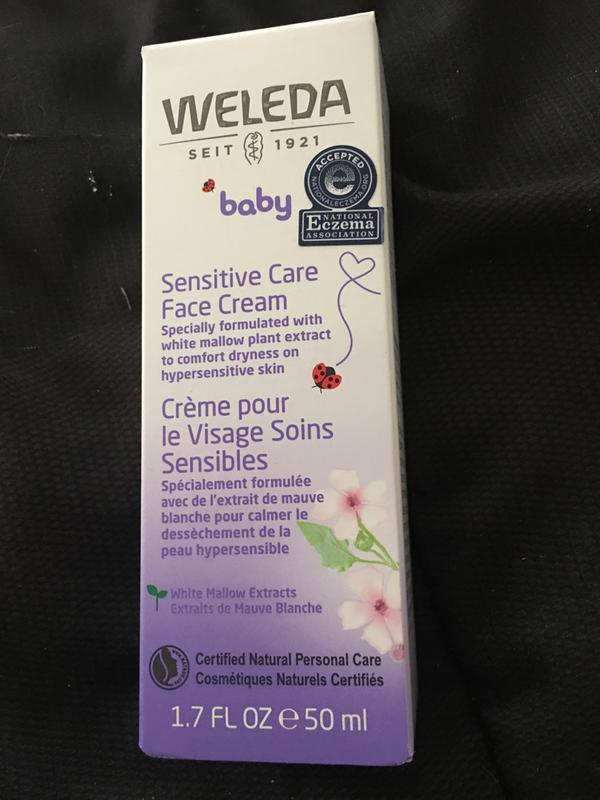 WELEDA
SEIT 1921
baby
ACCEPTED
NATIONALECZEMA.ORG
NATIONAL
Eczema
ASSOCIATION
Sensitive Care
Face Cream
Specially formulated with
white mallow plant extract
to comfort dryness on
hypersensitive skin
Crème pour
le Visage Soins
Sensibles
Spécialement formulée
avec de l'extrait de mauve
blanche pour calmer le
dessèchement de la
peau hypersensible
White Mallow Extracts
Extraits de Mauve Blanche
Certified Natural Personal Care
Cosmétiques Naturels Certifiés
1.7 FL OZ e 50 ml